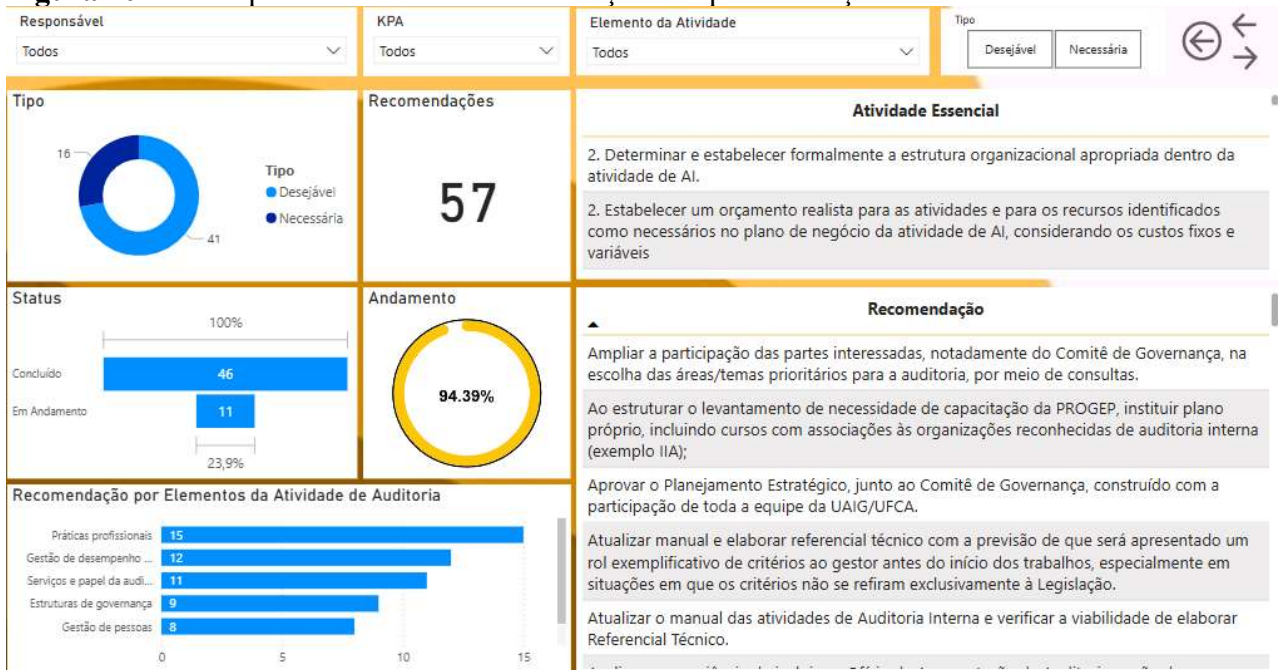 Responsável
Todos
KPA
Todos
Elemento da Atividade
Todos
Tipo
Desejável
Necessária
Tipo
16
41
Tipo
Desejável
Necessária
Recomendações
57
Atividade Essencial
2. Determinar e estabelecer formalmente a estrutura organizacional apropriada dentro da
atividade de AI.
2. Estabelecer um orçamento realista para as atividades e para os recursos identificados
como necessários no plano de negócio da atividade de AI, considerando os custos fixos e
variáveis
Status
100%
Concluído
46
Em Andamento
11
23,9%
Andamento
94.39%
Recomendação por Elementos da Atividade de Auditoria
Práticas profissionais
15
Gestão de desempenho ...
12
Serviços e papel da audi...
11
Estruturas de governança
9
Gestão de pessoas
8
0
5
10
15
Recomendação
Ampliar a participação das partes interessadas, notadamente do Comitê de Governança, na
escolha das áreas/temas prioritários para a auditoria, por meio de consultas.
Ao estruturar o levantamento de necessidade de capacitação da PROGEP, instituir plano
próprio, incluindo cursos com associações às organizações reconhecidas de auditoria interna
(exemplo IIA);
Aprovar o Planejamento Estratégico, junto ao Comitê de Governança, construído com a
participação de toda a equipe da UAIG/UFCA.
Atualizar manual e elaborar referencial técnico com a previsão de que será apresentado um
rol exemplificativo de critérios ao gestor antes do início dos trabalhos, especialmente em
situações em que os critérios não se refiram exclusivamente à Legislação.
Atualizar o manual das atividades de Auditoria Interna e verificar a viabilidade de elaborar
Referencial Técnico.